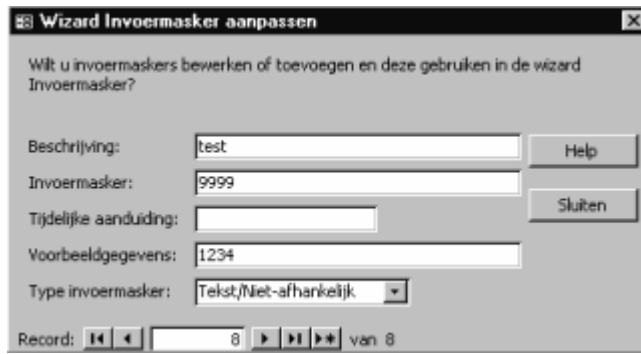 Wizard Invoermasker aanpassen
Wilt u invoermaskers bewerken of toevoegen en deze gebruiken in de wizard
Invoermasker?
Beschrijving: test Help
Invoermasker: 9999
Tijdelijke aanduiding: Sluiten
Voorbeeldgegevens: 1234
Type invoermasker: Tekst/Niet-afhankelijk
Record: 8 van 8